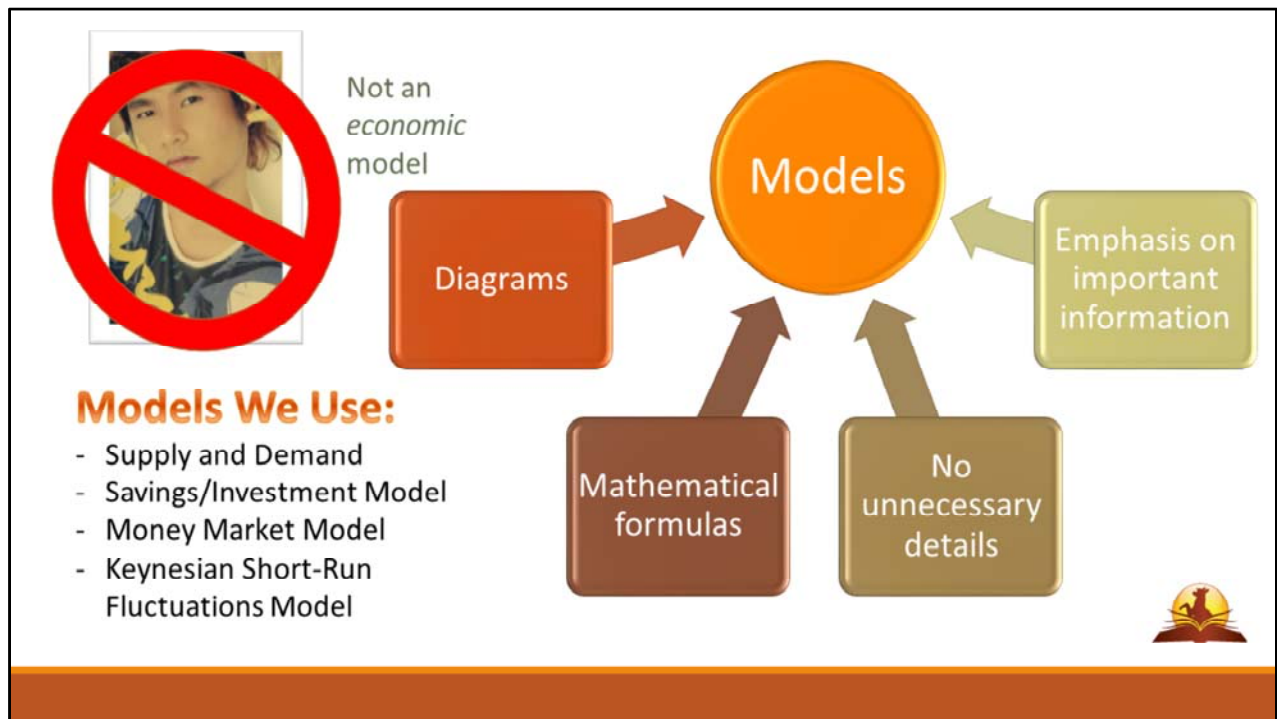 Not an
economic
model
Models
Diagrams
Emphasis on
important
information
Mathematical
formulas
No
unnecessary
details
Models We Use:
- Supply and Demand
- Savings/Investment Model
- Money Market Model
- Keynesian Short-Run
Fluctuations Model